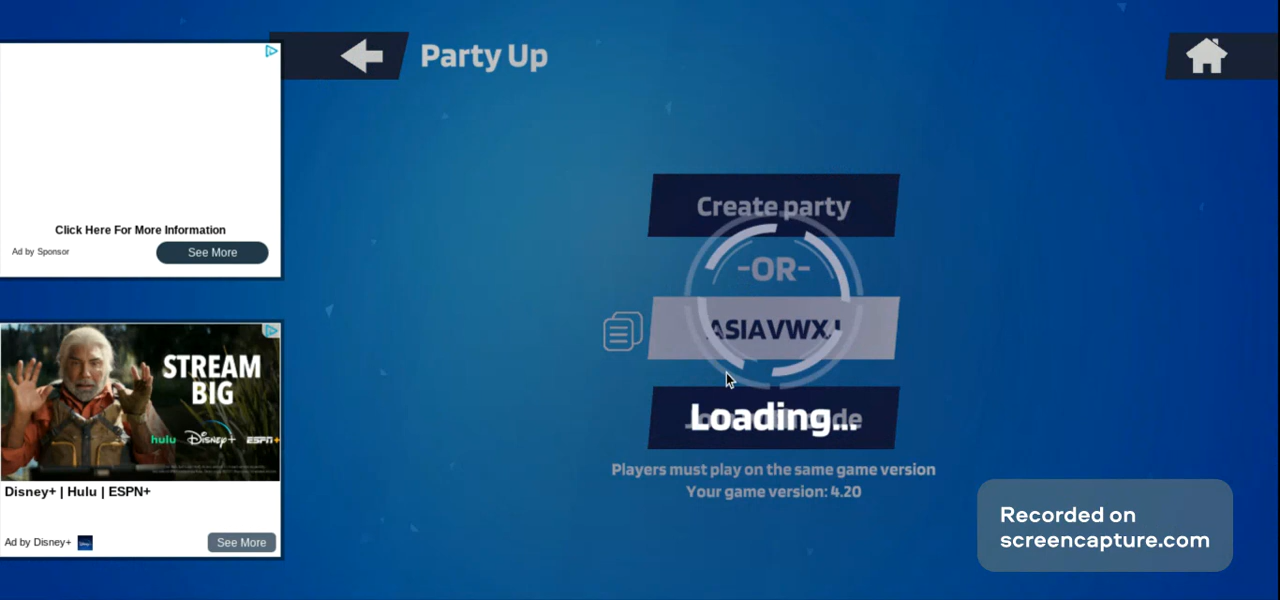 Party Up
Click Here For More Information
Ad by Sponsor
See More
STREAM
BIG
hulu Disney+ ESPN+
Disney+ | Hulu | ESPN+
Ad by Disney+
See More
Create party
-OR-
Loading...
Players must play on the same game version
Your game version: 4.20
Recorded on
screencapture.com